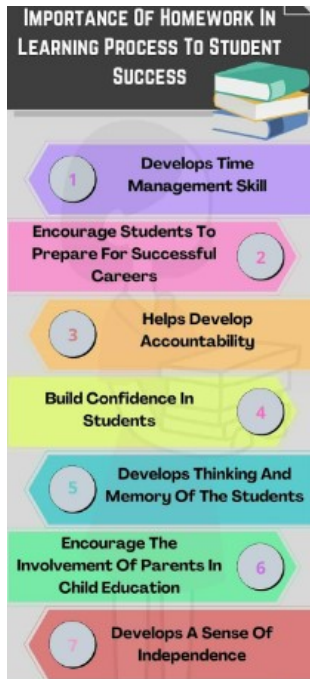 IMPORTANCE OF HOMEWORK IN
LEARNING PROCESS TO STUDENT
SUCCESS
1
Develops Time
Management Skill
Encourage Students To
Prepare For Successful
Careers
2
3
Helps Develop
Accountability
Build Confidence In
Students
4
5
Develops Thinking And
Memory Of The Students
Encourage The
Involvement Of Parents In
Child Education
6
7
Develops A Sense Of
Independence